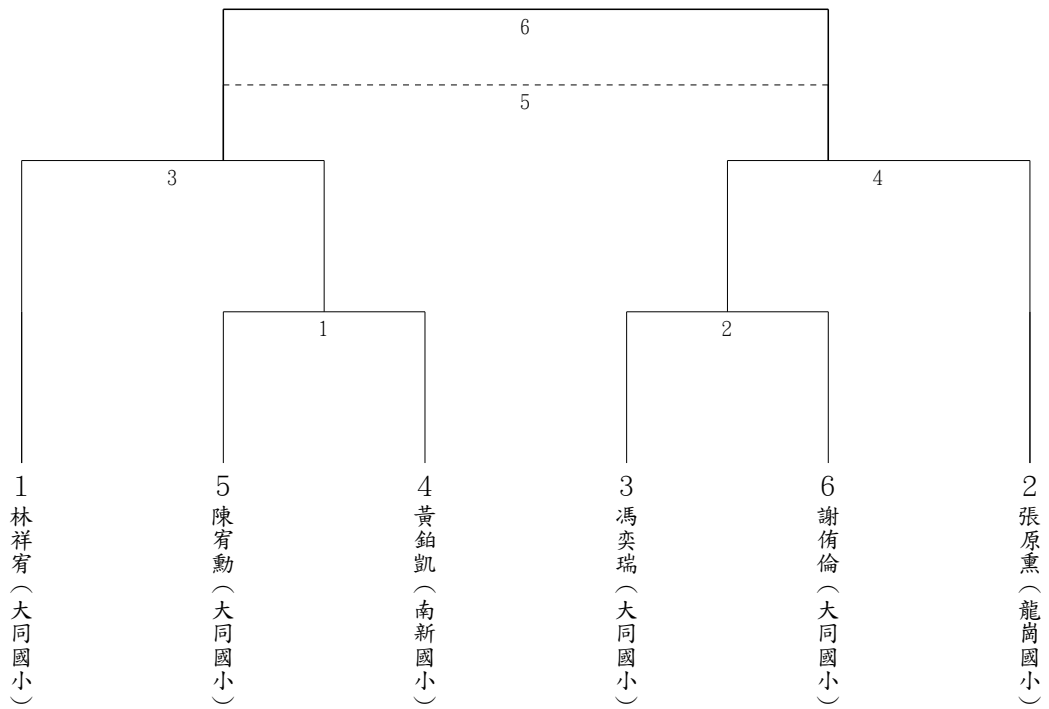 6
5
3
4
1
2
1 林祥宥(大同國小)
5 陳宥勳(大同國小)
4 黃鉑凱(南新國小)
3 馮奕瑞(大同國小)
6 謝侑倫(大同國小)
2 張原熏(龍崗國小)